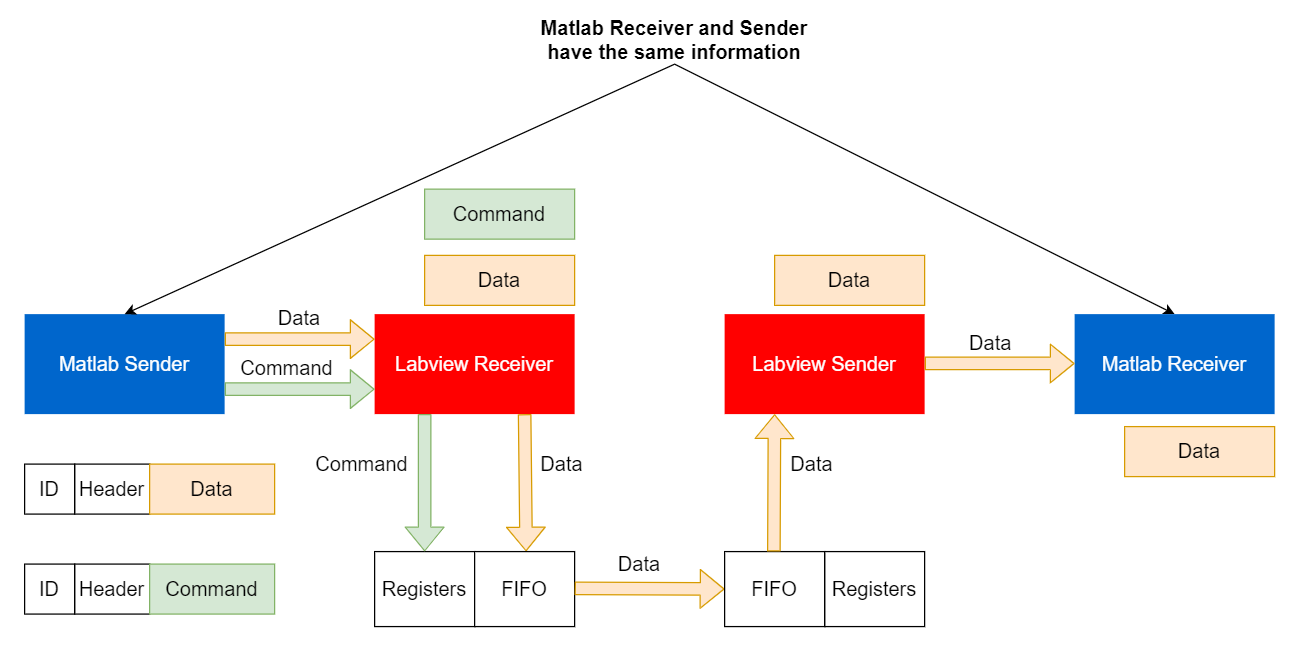 Matlab Receiver and Sender
have the same information
Command
Data
Data
Data
Matlab Sender
Command
Labview Receiver
Labview Sender
Data
Matlab Receiver
Data
Command
Data
Data
ID
Header
Data
Data
ID
Header
Command
Registers
FIFO
FIFO
Registers